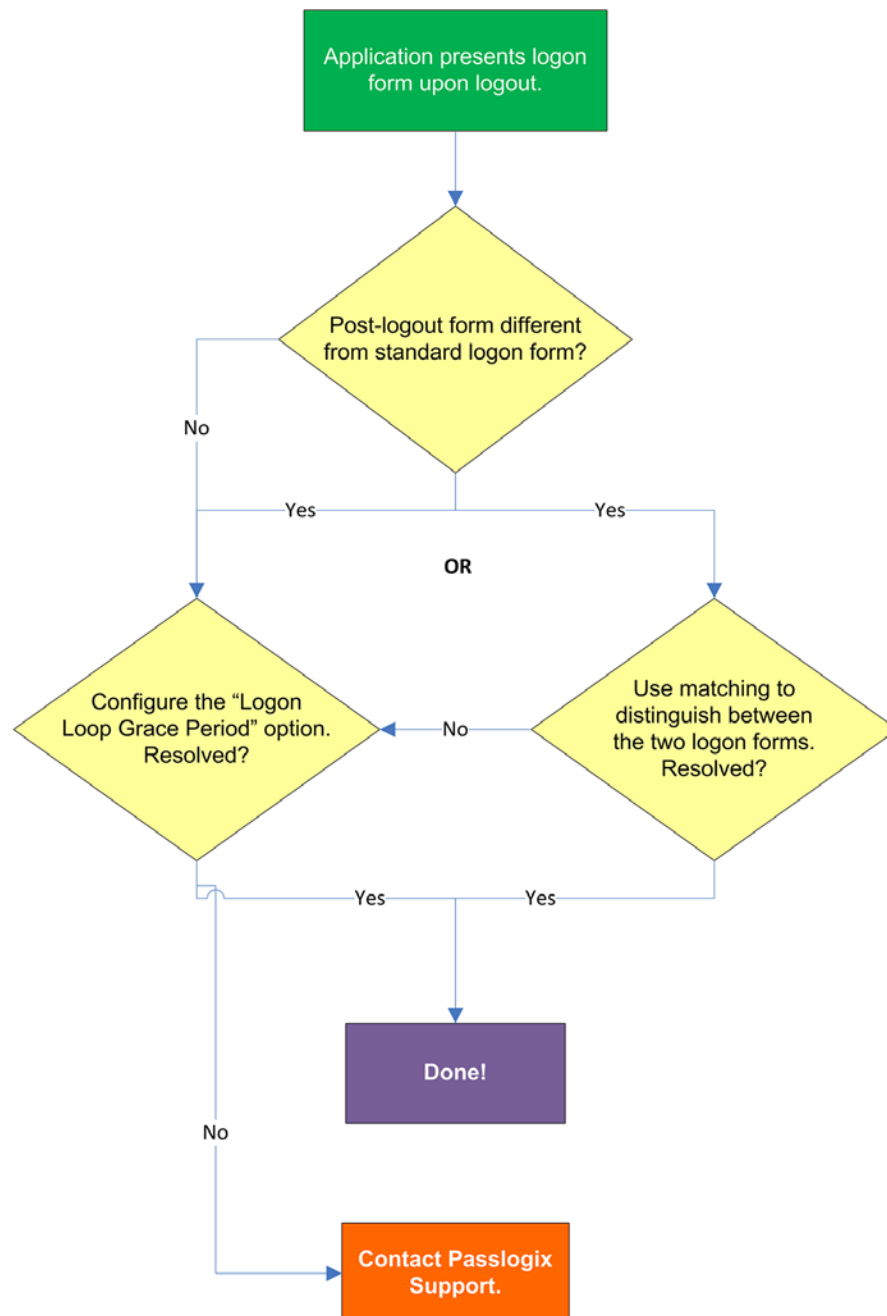 Application presents logon
form upon logout.
Post-logout form different
from standard logon form?
No
Yes
Yes
OR
Configure the “Logon
Loop Grace Period” option.
Resolved?
No
Use matching to
distinguish between
the two logon forms.
Resolved?
Yes
Yes
Done!
No
Contact Passlogix
Support.